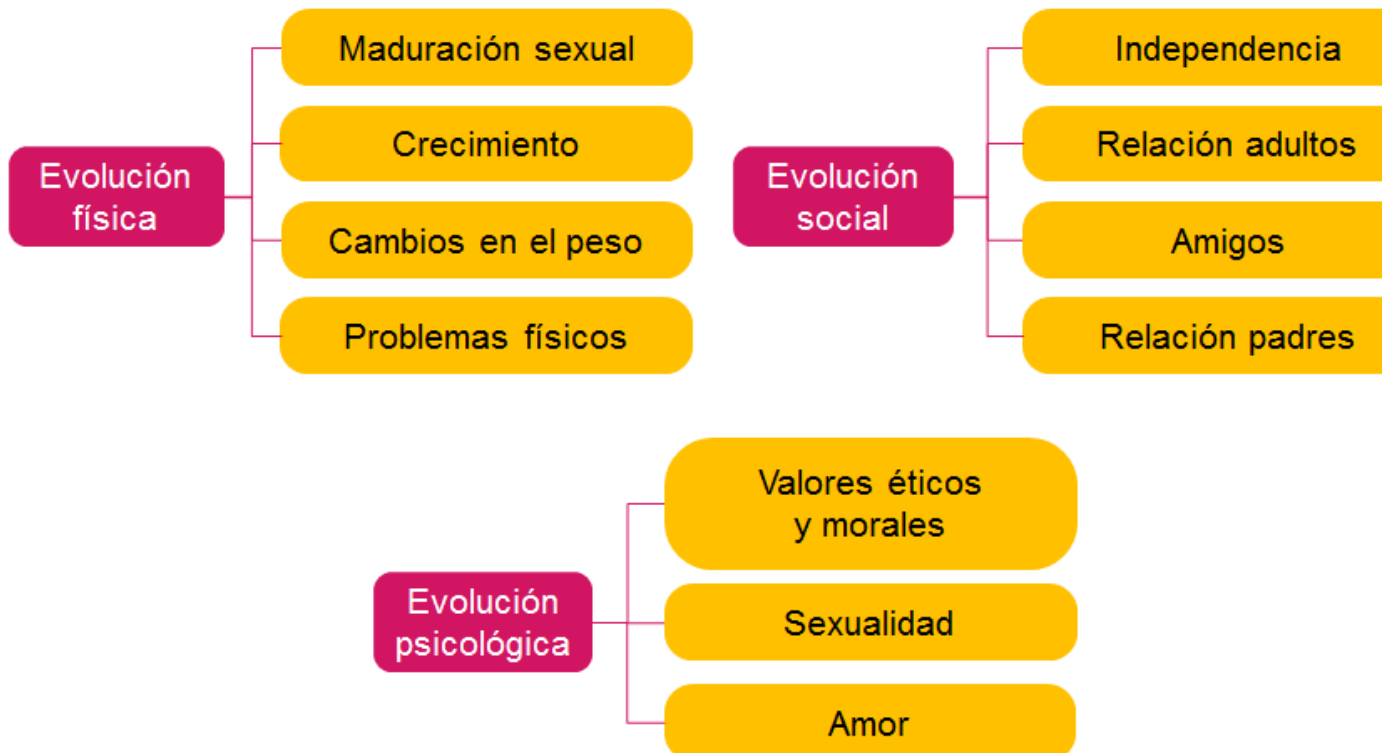 Evolución
física
Maduración sexual
Crecimiento
Cambios en el peso
Problemas físicos
Evolución
social
Independencia
Relación adultos
Amigos
Relación padres
Evolución
psicológica
Valores éticos
y morales
Sexualidad
Amor